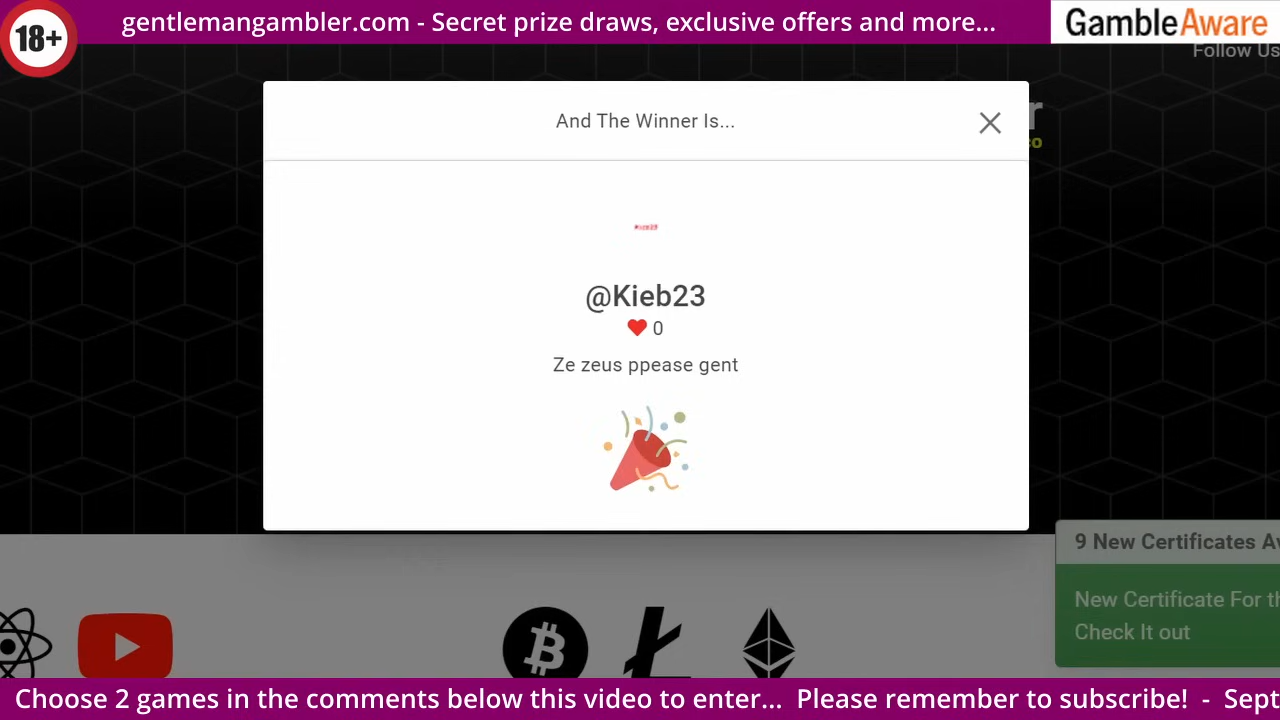 18+
gentlemangambler.com - Secret prize draws, exclusive offers and more...
GambleAware
Follow Us
r
co
And The Winner Is...
@Kieb23
0
Ze zeus ppease gent
9 New Certificates Av
New Certificate For th
Check It out
Choose 2 games in the comments below this video to enter... Please remember to subscribe! - Sept